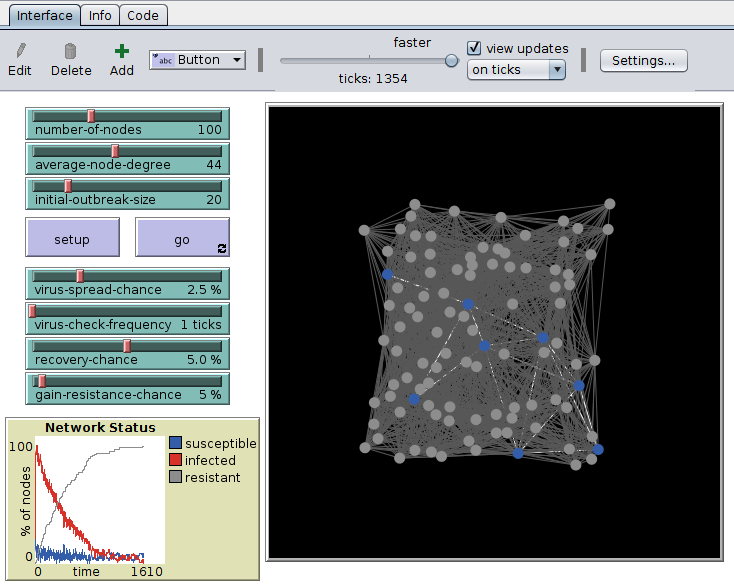 Interface Info Code
Edit Delete Add abc Button
faster
ticks: 1354
view updates
on ticks
Settings...
number-of-nodes 100
average-node-degree 44
initial-outbreak-size 20
setup go
virus-spread-chance 2.5 %
virus-check-frequency 1 ticks
recovery-chance 5.0 %
gain-resistance-chance 5 %
Network Status
100
% of nodes
0
0 time 1610
susceptible
infected
resistant